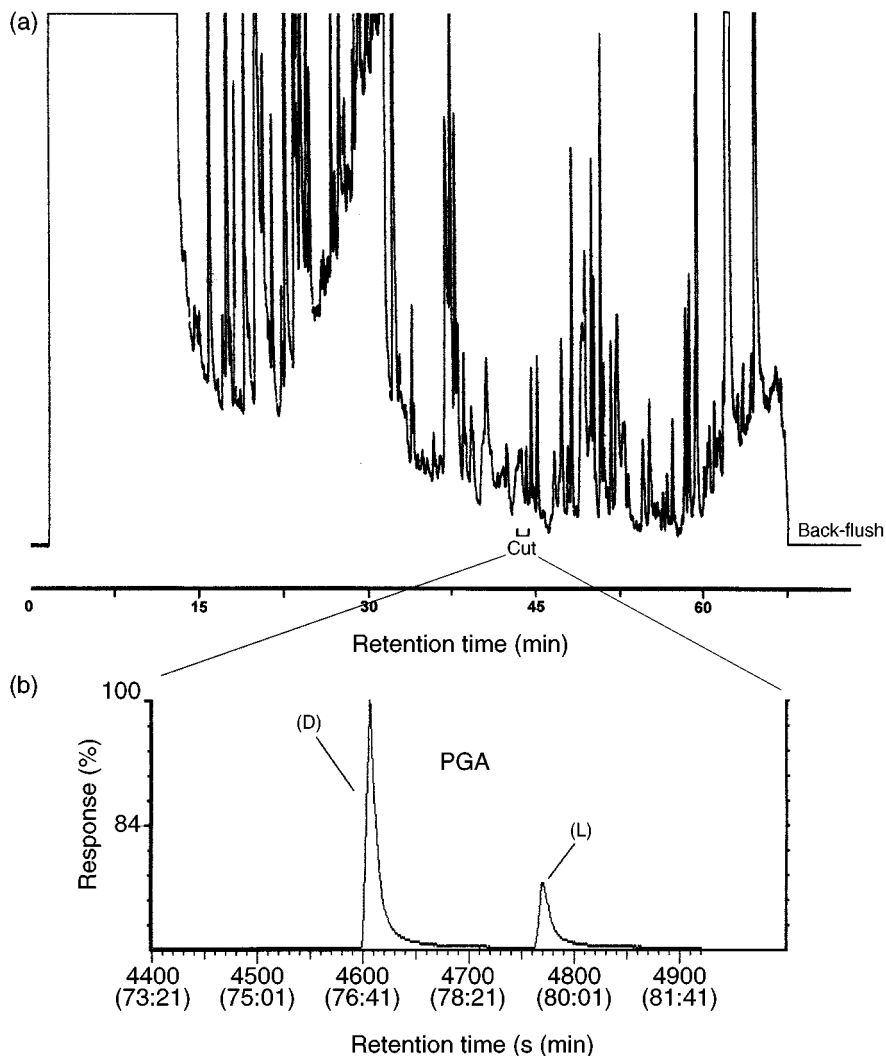 (a)
Back-flush
Cut
0 15 30 45 60
Retention time (min)
(b)
100
84
Response (%)
(D)
PGA
(L)
4400 4600 4700 4800 4900
(73:21) (75:01) (76:41) (78:21) (80:01) (81:41)
4500
Retention time (s (min)